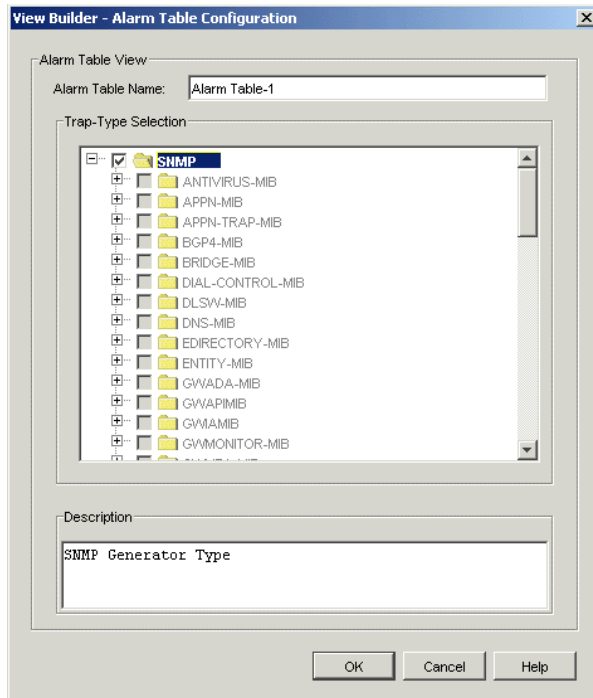 View Builder - Alarm Table Configuration
Alarm Table View
Alarm Table Name: Alarm Table-1
Trap-Type Selection
SNMP
ANTIVIRUS-MIB
APPN-MIB
APPN-TRAP-MIB
BGP4-MIB
BRIDGE-MIB
DIAL-CONTROL-MIB
DLSW-MIB
DNS-MIB
EDIRECTORY-MIB
ENTITY-MIB
GWADA-MIB
GWAPIMIB
GWIAMIB
GWMONITOR-MIB
Description
SNMP Generator Type
OK Cancel Help